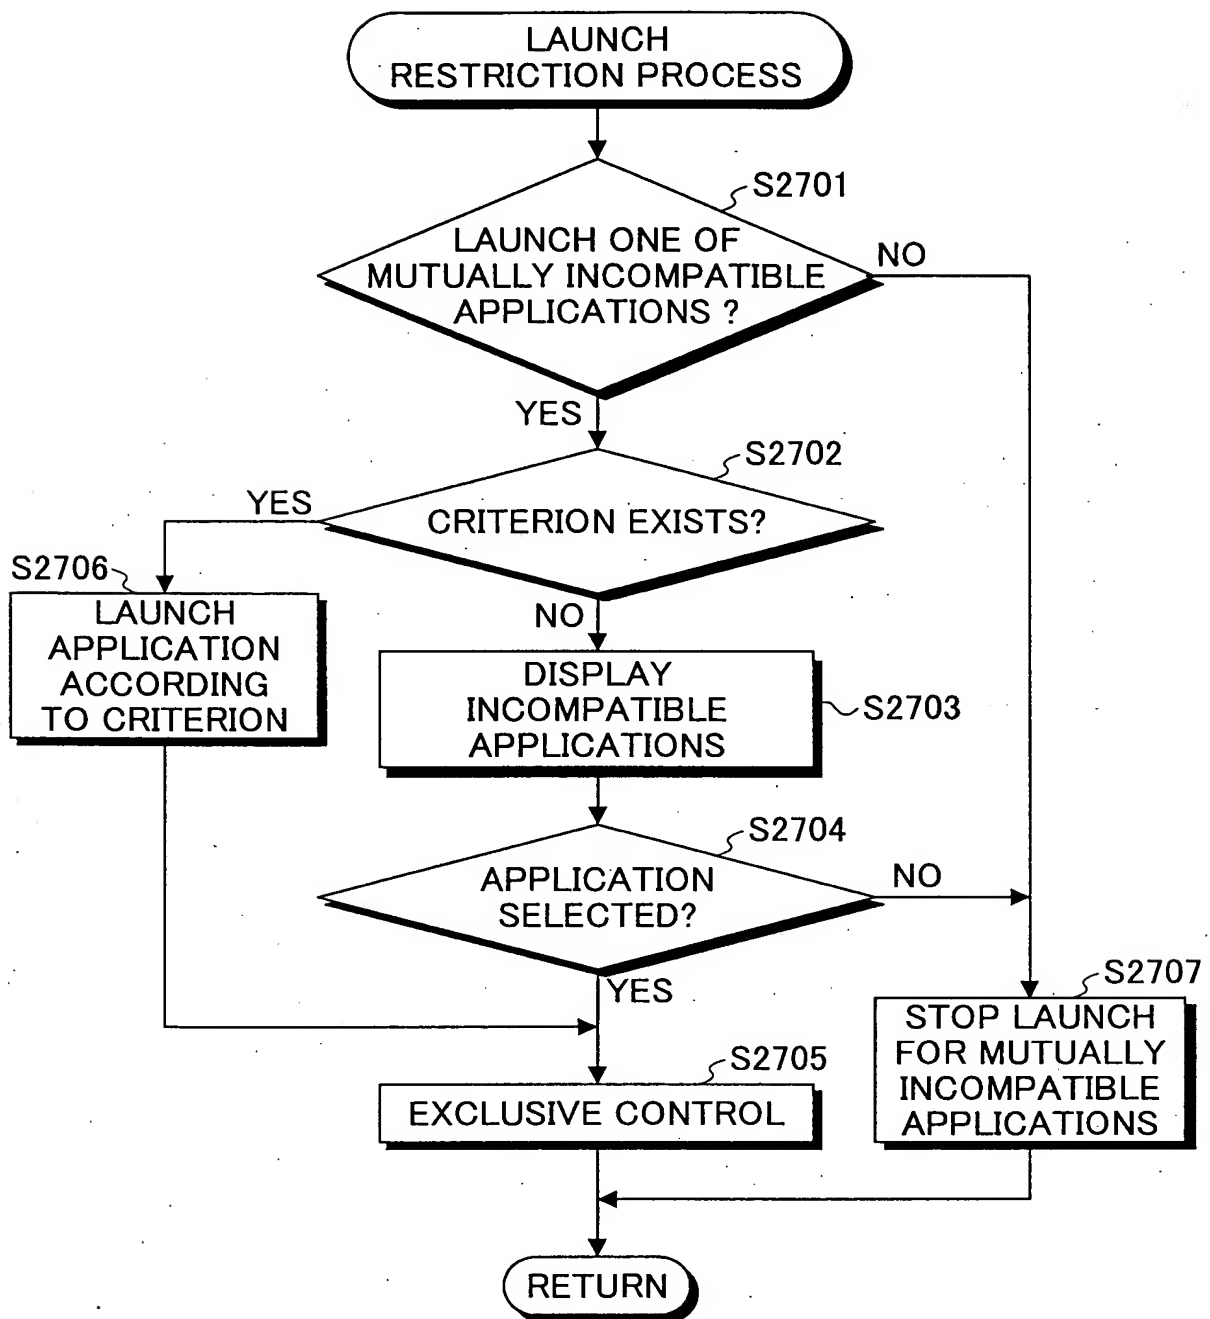 LAUNCH
RESTRICTION PROCESS
S2701
LAUNCH ONE OF
MUTUALLY INCOMPATIBLE
APPLICATIONS ?
NO
YES
S2702
CRITERION EXISTS?
YES
S2706
LAUNCH
APPLICATION
ACCORDING
TO CRITERION
NO
DISPLAY
INCOMPATIBLE
APPLICATIONS
S2703
S2704
APPLICATION
SELECTED?
NO
YES
S2707
STOP LAUNCH
FOR MUTUALLY
INCOMPATIBLE
APPLICATIONS
S2705
EXCLUSIVE CONTROL
RETURN